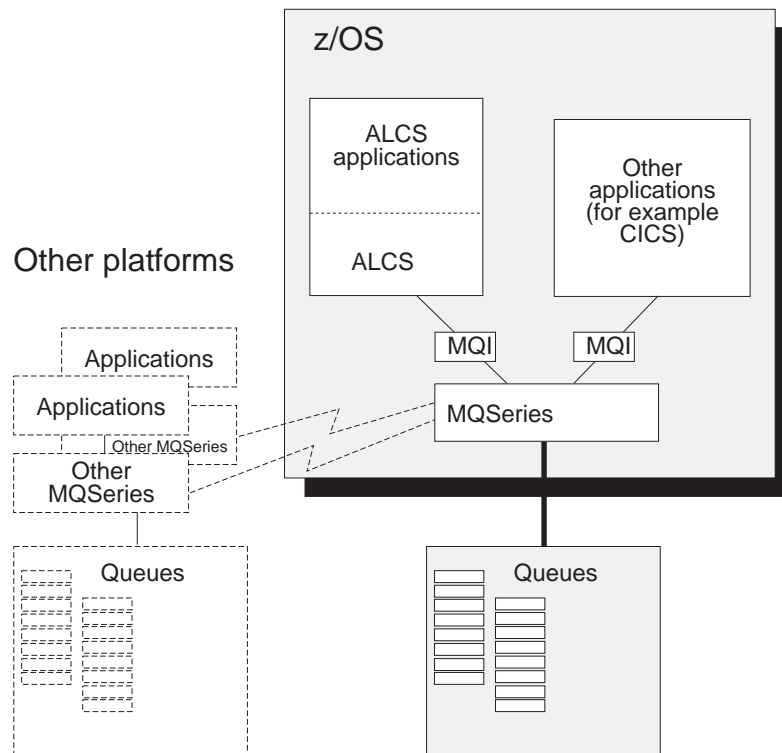 z/OS
ALCS
applications
Other
applications
(for example
CICS)
ALCS
Other platforms
MQI
MQI
Applications
Applications
MQSeries
Other MQSeries
Other
MQSeries
Queues
Queues